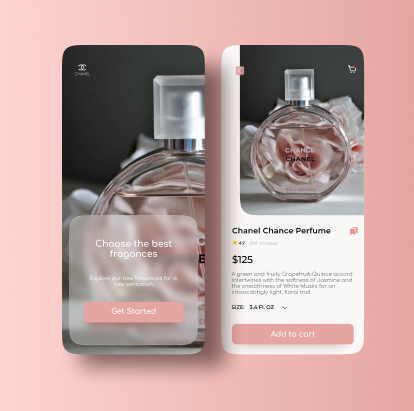 CHANEL
Choose the best
fragances
Explore our new fragances for a
new sensation.
Get Started
CHANCE
CHANEL
Chanel Chance Perfume
4.9
$125
A green and fruity Grapefruit-Quince accord
intertwines with the softness of Jasmine and
the smoothness of White Musks for an
intoxicatingly light, floral trail.
SIZE: 3.4 FL OZ
Add to cart